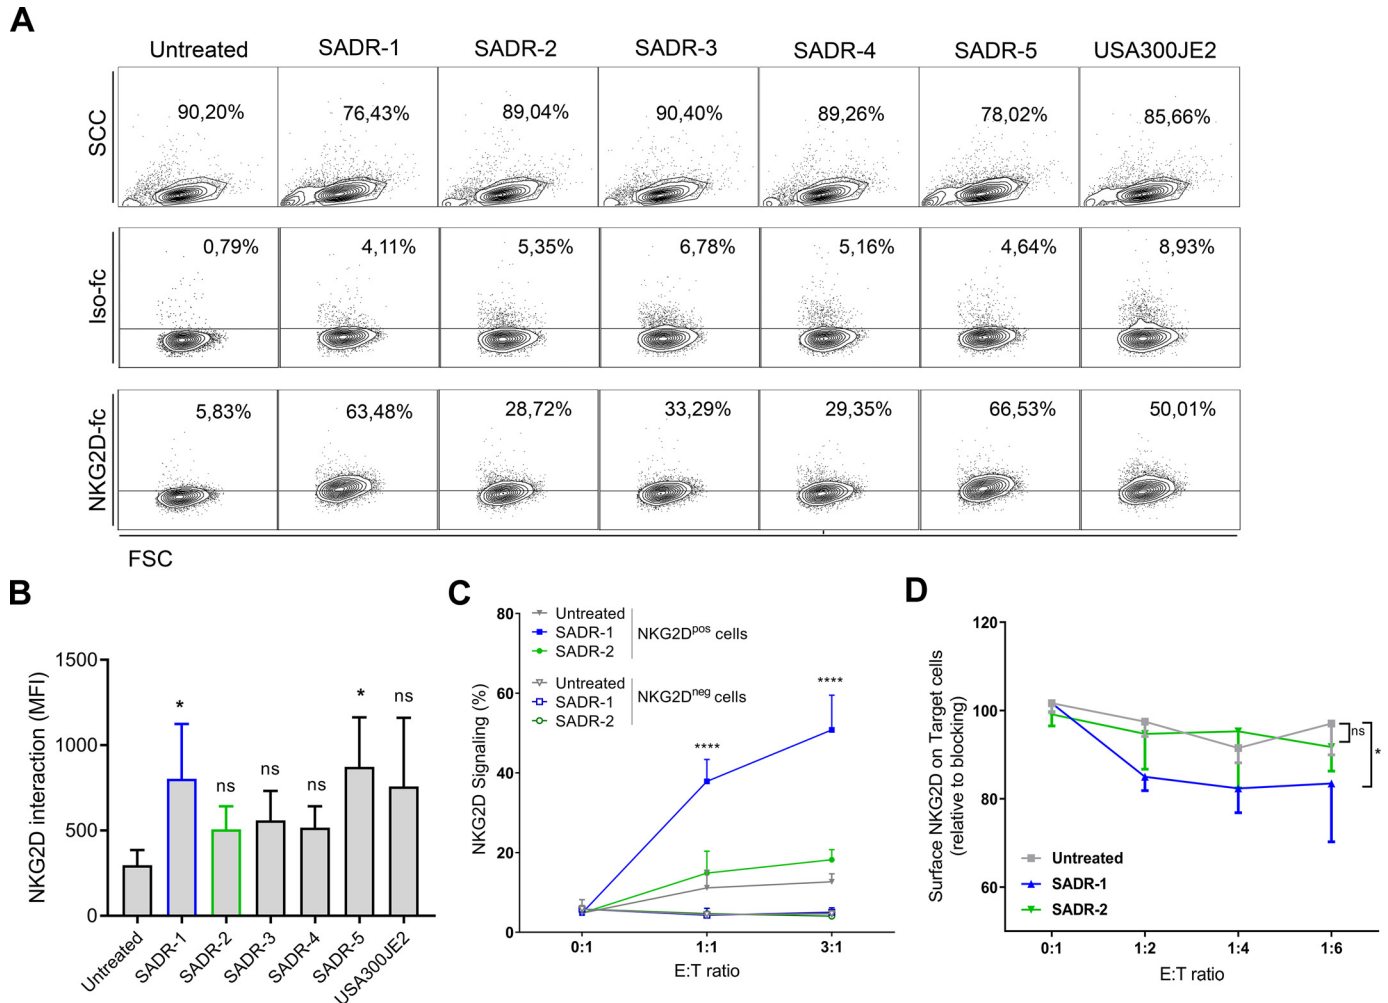 A
Untreated SADR-1 SADR-2 SADR-3 SADR-4 SADR-5 USA300JE2
SCC
90,20% 76,43% 89,04% 90,40% 89,26% 78,02% 85,66%
Iso-fc
0,79% 4,11% 5,35% 6,78% 5,16% 4,64% 8,93%
NKG2D-fc
5,83% 63,48% 28,72% 33,29% 29,35% 66,53% 50,01%
FSC
B
NKG2D interaction (MFI)
1500
1000
500
0
* ns ns ns * ns
Untreated SADR-1 SADR-2 SADR-3 SADR-4 SADR-5 USA300JE2
C
NKG2D Signaling (%)
80
60
40
20
0
Untreated
SADR-1
SADR-2
NKG2Dpos cells
Untreated
SADR-1
SADR-2
NKG2Dneg cells
**** ****
0:1 1:1 3:1
E:T ratio
D
Surface NKG2D on Target cells
(relative to blocking)
120
100
80
60
ns
*
Untreated
SADR-1
SADR-2
0:1 1:2 1:4 1:6
E:T ratio